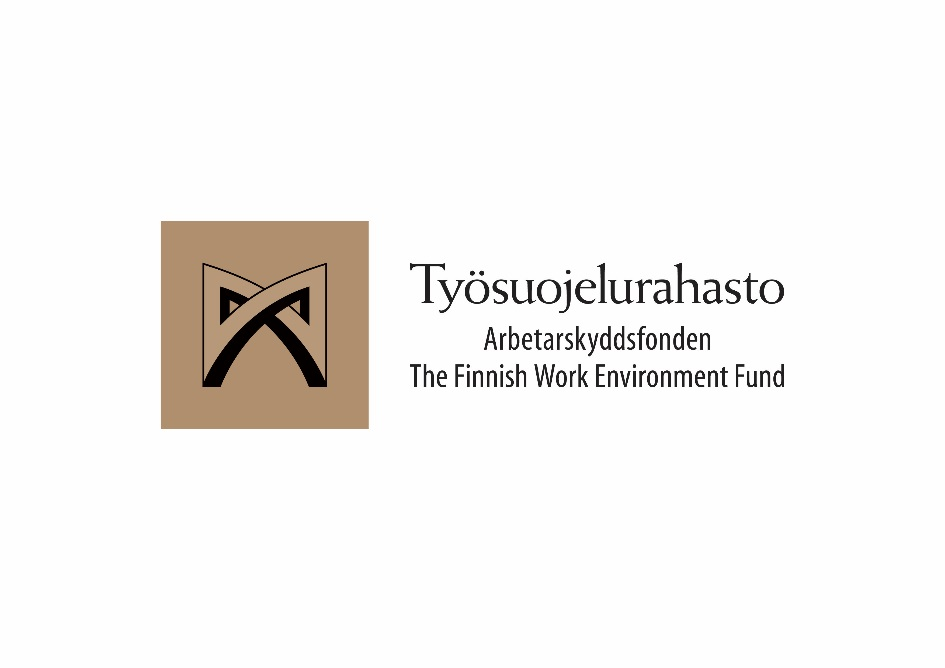 Työsuojelurahasto
Arbetarskyddsfonden
The Finnish Work Environment Fund